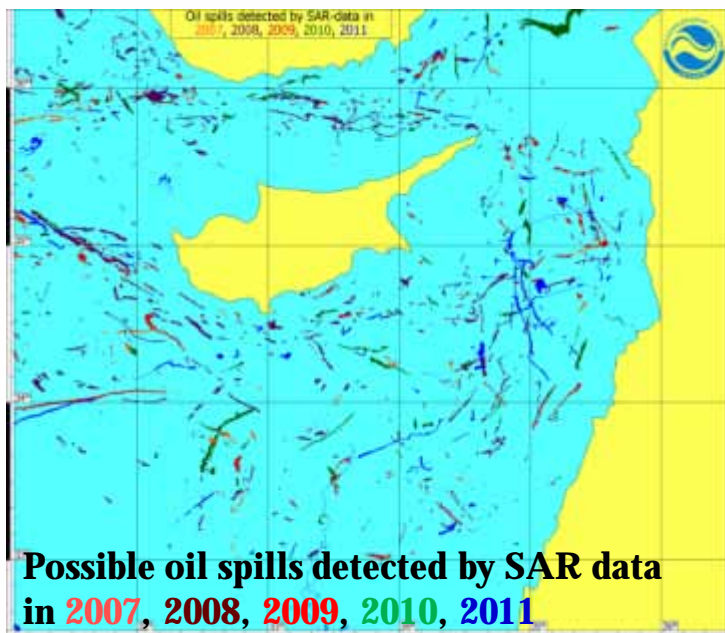 Oil spills detected by SAR-data in
2007, 2008, 2009, 2010, 2011
Possible oil spills detected by SAR data
in 2007, 2008, 2009, 2010, 2011